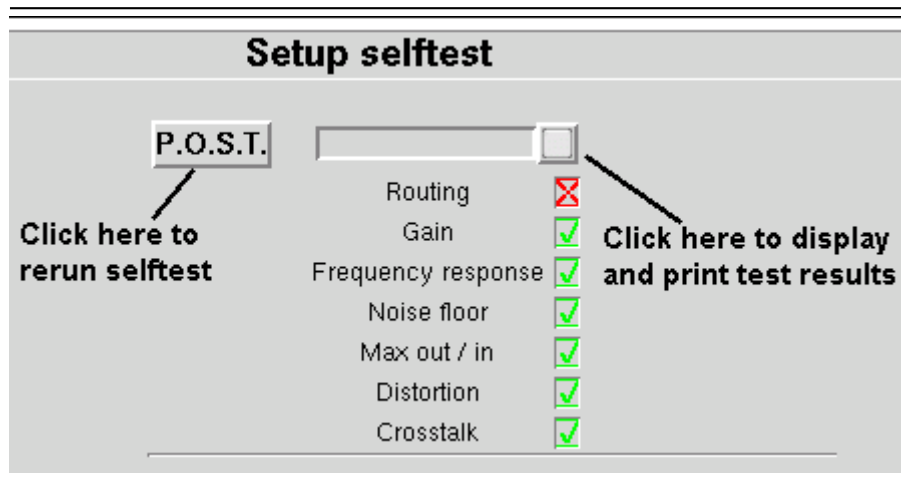 Setup selftest
P.O.S.T.
Routing
Gain
Frequency response
Noise floor
Max out / in
Distortion
Crosstalk
Click here to
rerun selftest
Click here to display
and print test results